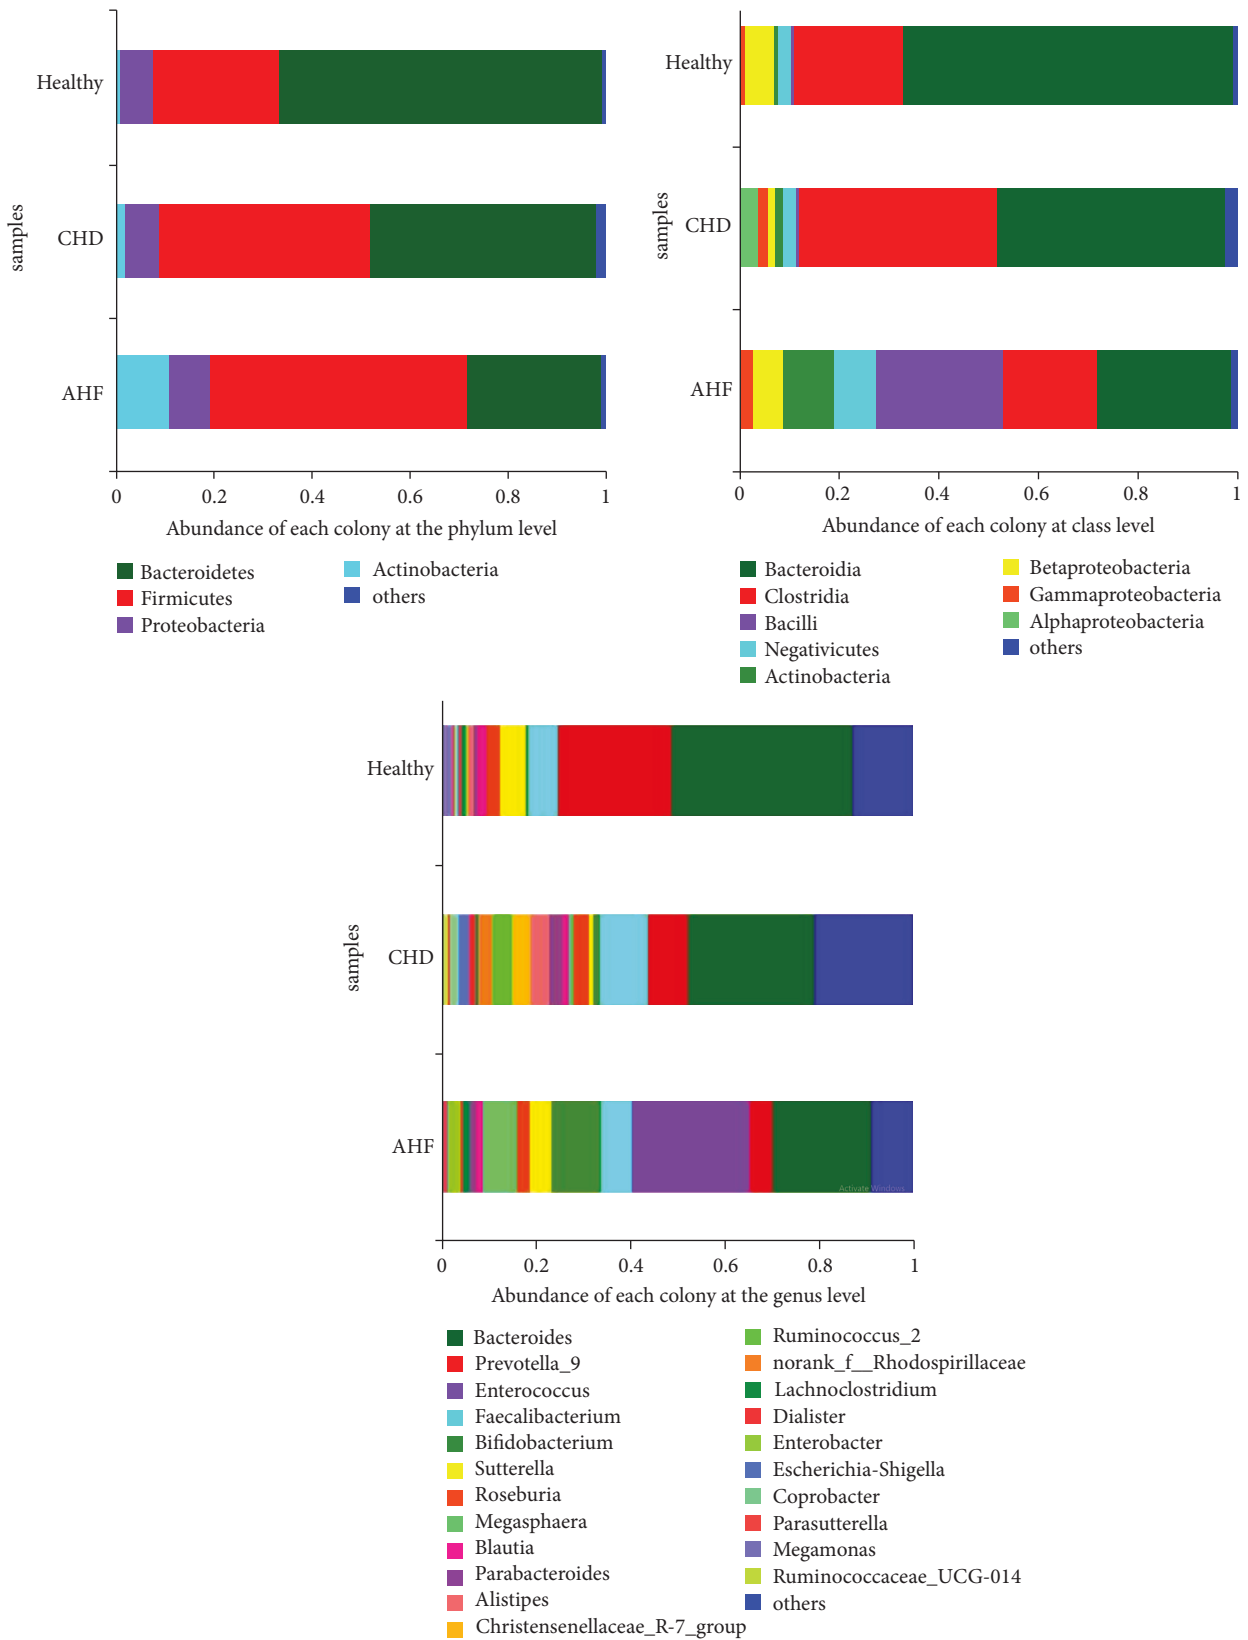 Healthy
CHD
AHF
samples
0 0.2 0.4 0.6 0.8 1
Abundance of each colony at the phylum level
Bacteroidetes
Firmicutes
Proteobacteria
Actinobacteria
others
Healthy
CHD
AHF
samples
0 0.2 0.4 0.6 0.8 1
Abundance of each colony at class level
Bacteroidia
Clostridia
Bacilli
Negativicutes
Actinobacteria
Betaproteobacteria
Gammaproteobacteria
Alphaproteobacteria
others
Healthy
CHD
AHF
samples
Activate Windows
0 0.2 0.4 0.6 0.8 1
Abundance of each colony at the genus level
Bacteroides
Prevotella_9
Enterococcus
Faecalibacterium
Bifidobacterium
Sutterella
Roseburia
Megasphaera
Blautia
Parabacteroides
Alistipes
Christensenellaceae_R-7_group
Ruminococcus_2
norank_f__Rhodospirillaceae
Lachnoclostridium
Dialister
Enterobacter
Escherichia-Shigella
Coprobacter
Parasutterella
Megamonas
Ruminococcaceae_UCG-014
others